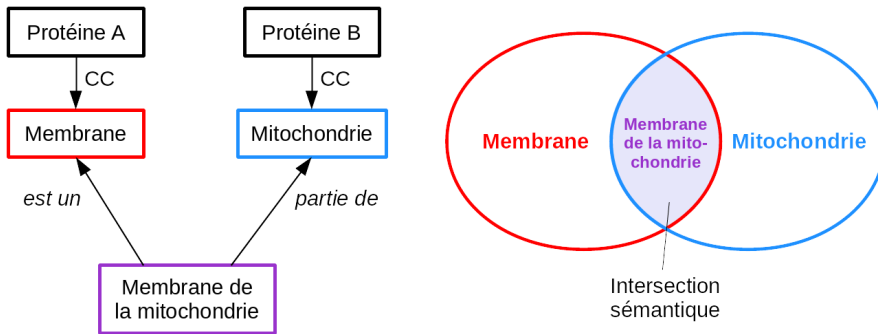 Protéine A
Protéine B
CC
CC
Membrane
Mitochondrie
est un
partie de
Membrane de
la mitochondrie
Membrane
Membrane
de la mito-
chondrie
Mitochondrie
Intersection
sémantique